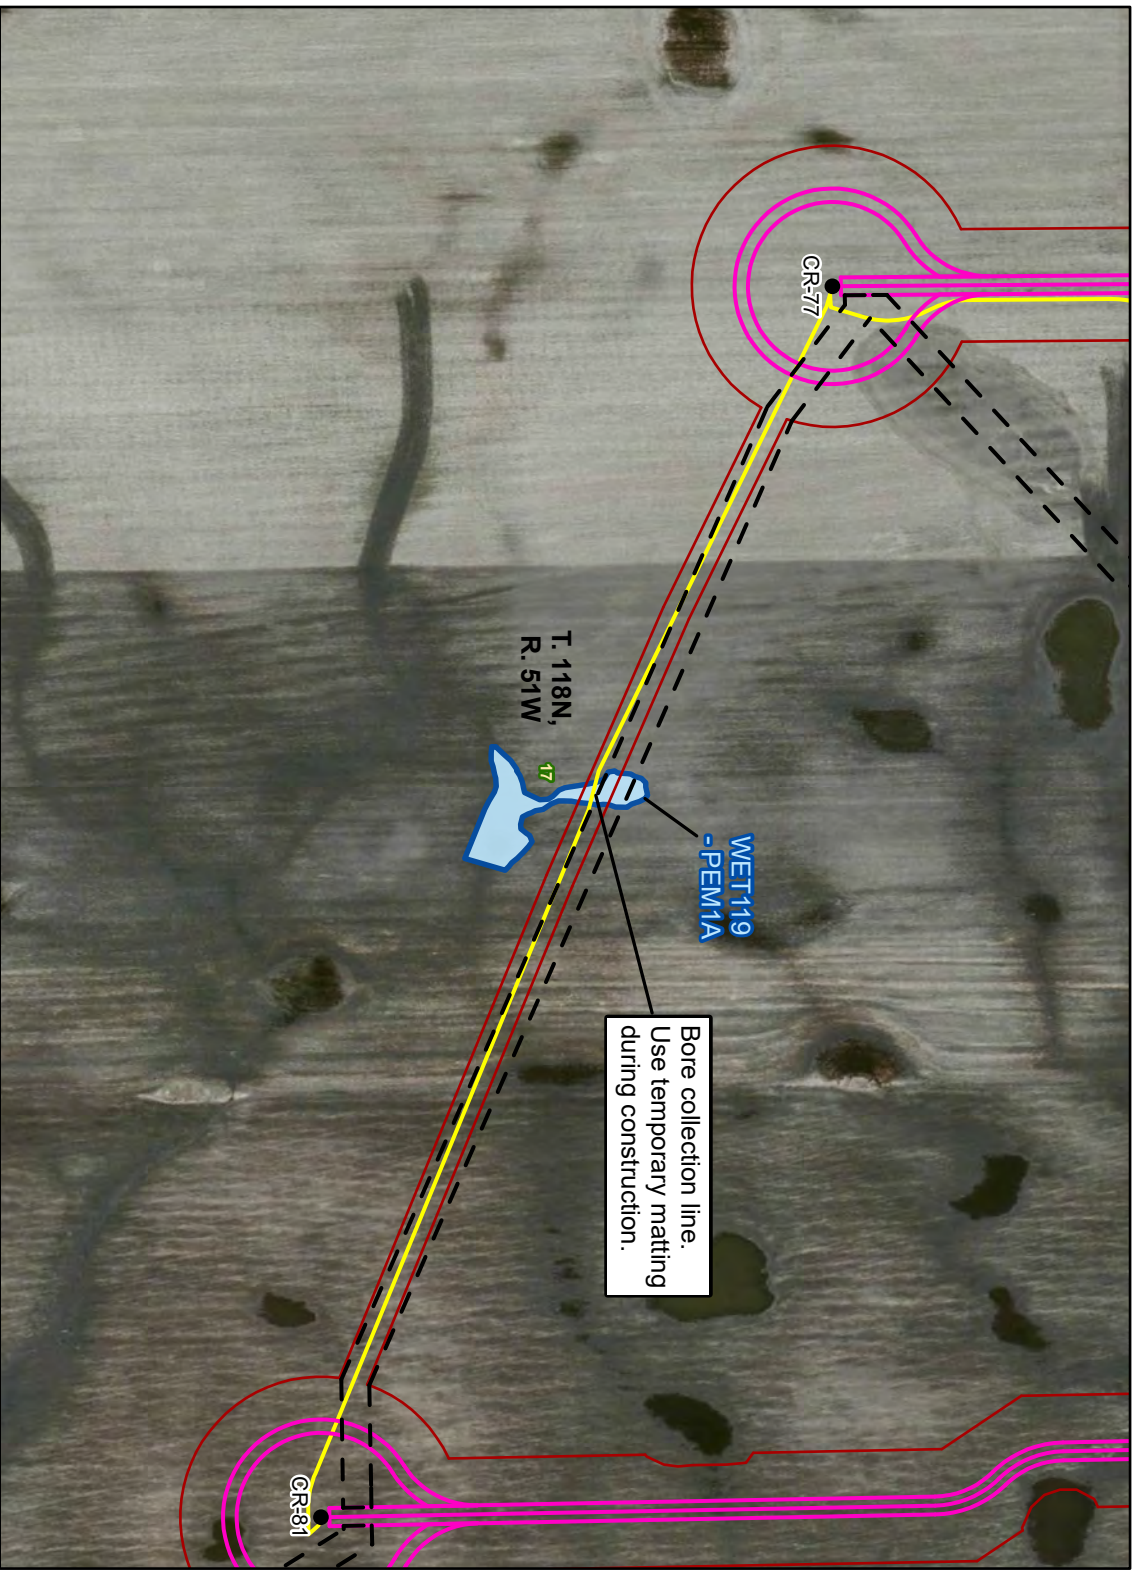 CR-77
T. 118N,
R. 51W
17
WET119
- PEM1A
Bore collection line.
Use temporary matting
during construction.
CR-81